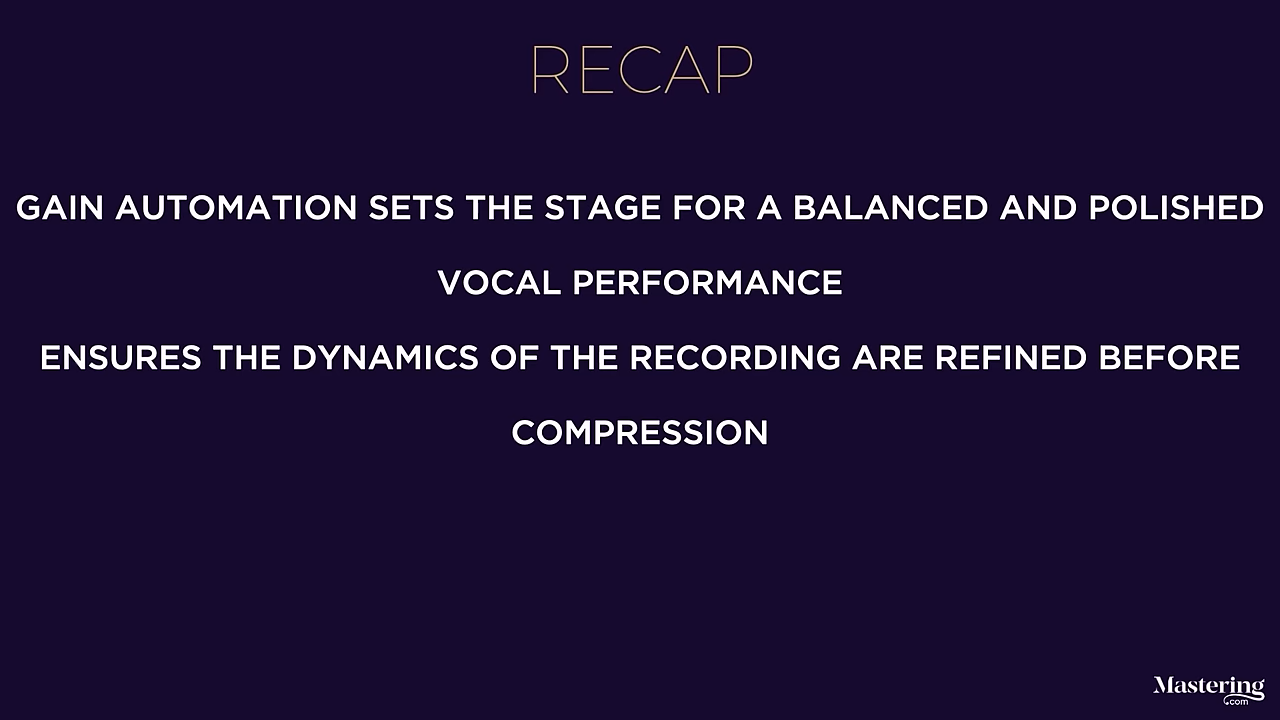 RECAP
GAIN AUTOMATION SETS THE STAGE FOR A BALANCED AND POLISHED
VOCAL PERFORMANCE
ENSURES THE DYNAMICS OF THE RECORDING ARE REFINED BEFORE
COMPRESSION
Mastering
.com